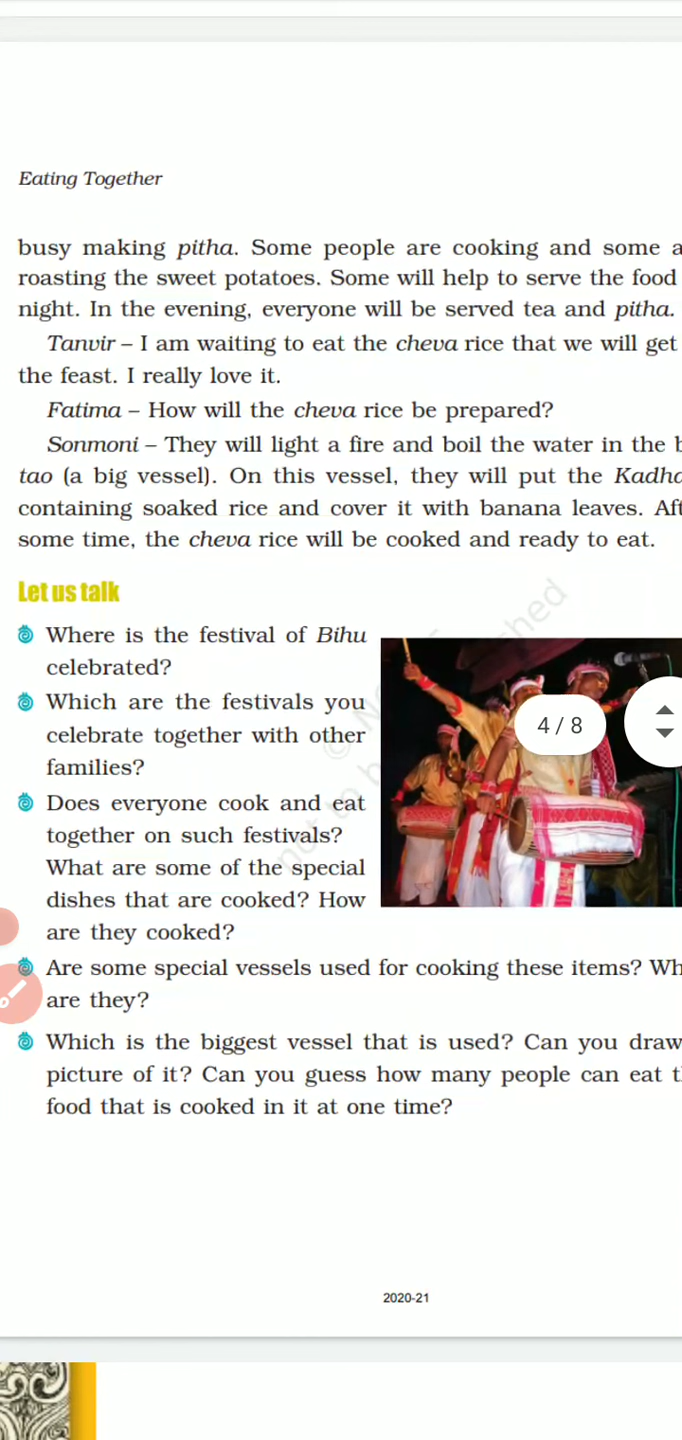 Eating Together
busy making pitha. Some people are cooking and some a
roasting the sweet potatoes. Some will help to serve the food
night. In the evening, everyone will be served tea and pitha.
Tanvir – I am waiting to eat the cheva rice that we will get
the feast. I really love it.
Fatima – How will the cheva rice be prepared?
Sonmoni – They will light a fire and boil the water in the b
tao (a big vessel). On this vessel, they will put the Kadha
containing soaked rice and cover it with banana leaves. Aft
some time, the cheva rice will be cooked and ready to eat.
Let us talk
Where is the festival of Bihu
celebrated?
Which are the festivals you
celebrate together with other
families?
Does everyone cook and eat
together on such festivals?
What are some of the special
dishes that are cooked? How
are they cooked?
4 / 8
Are some special vessels used for cooking these items? Wh
are they?
Which is the biggest vessel that is used? Can you draw
picture of it? Can you guess how many people can eat t
food that is cooked in it at one time?
2020-21